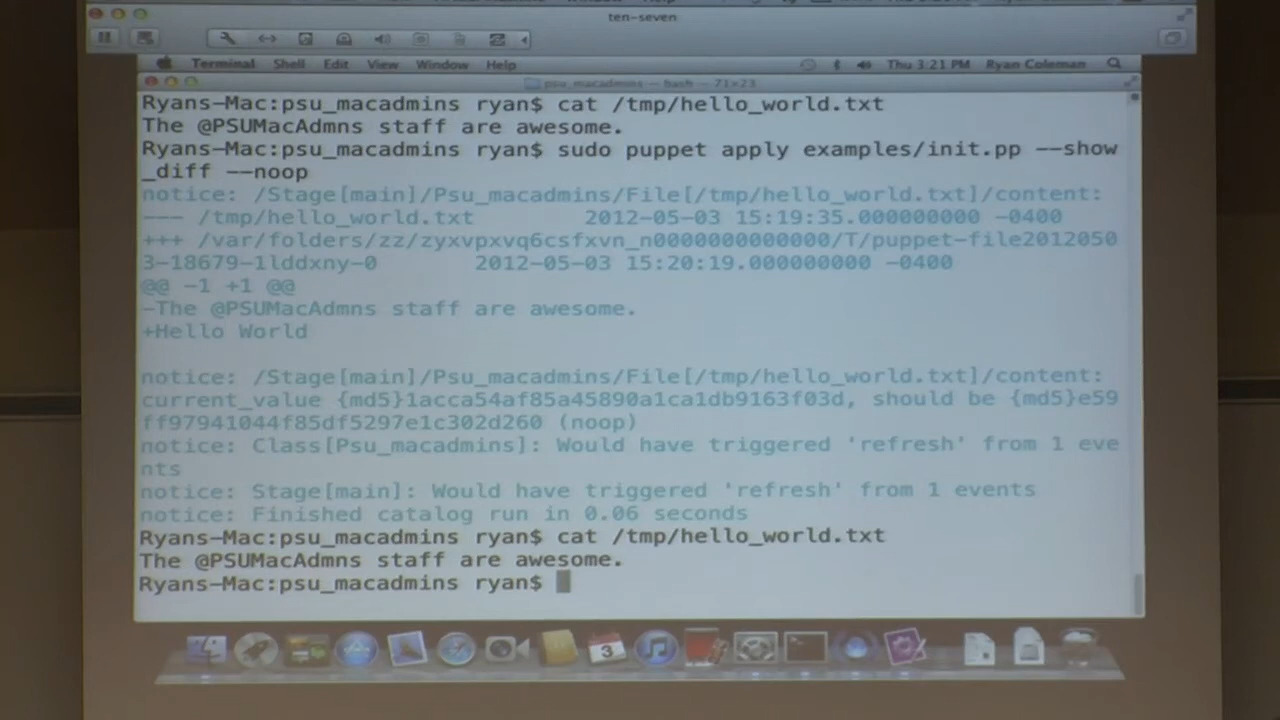 ten-seven
Terminal Shell Edit View Window Help Thu 3:21 PM Ryan Coleman
psu_macadmins — bash — 71×23
Ryans-Mac:psu_macadmins ryan$ cat /tmp/hello_world.txt
The @PSUMacAdmns staff are awesome.
Ryans-Mac:psu_macadmins ryan$ sudo puppet apply examples/init.pp --show
_diff --noop
notice: /Stage[main]/Psu_macadmins/File[/tmp/hello_world.txt]/content:
--- /tmp/hello_world.txt 2012-05-03 15:19:35.000000000 -0400
+++ /var/folders/zz/zyxvpxvq6csfxvn_n0000000000000/T/puppet-file2012050
3-18679-1lddxny-0 2012-05-03 15:20:19.000000000 -0400
@@ -1 +1 @@
-The @PSUMacAdmns staff are awesome.
+Hello World
notice: /Stage[main]/Psu_macadmins/File[/tmp/hello_world.txt]/content:
current_value {md5}1acca54af85a45890a1ca1db9163f03d, should be {md5}e59
ff97941044f85df5297e1c302d260 (noop)
notice: Class[Psu_macadmins]: Would have triggered 'refresh' from 1 eve
nts
notice: Stage[main]: Would have triggered 'refresh' from 1 events
notice: Finished catalog run in 0.06 seconds
Ryans-Mac:psu_macadmins ryan$ cat /tmp/hello_world.txt
The @PSUMacAdmns staff are awesome.
Ryans-Mac:psu_macadmins ryan$
3